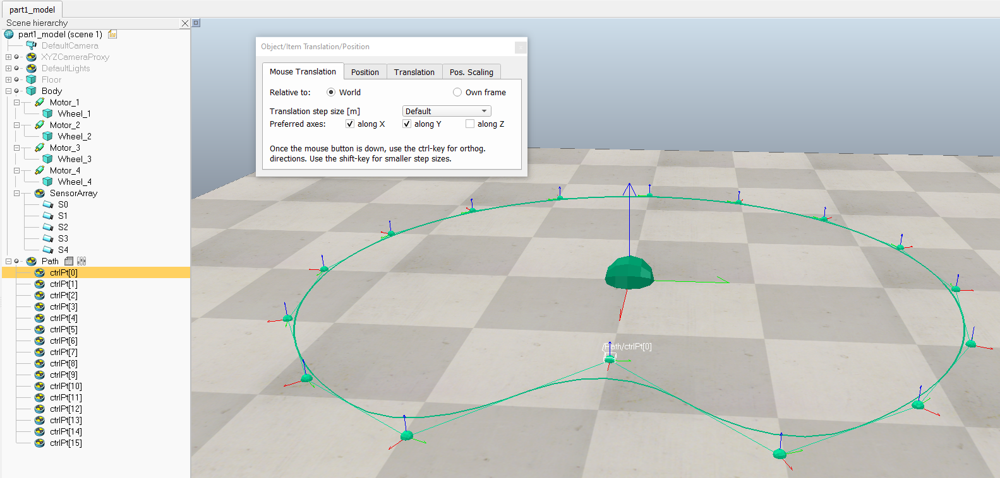 part1_model
Scene hierarchy
part1_model (scene 1)
DefaultCamera
XYZCameraProxy
DefaultLights
Floor
Body
Motor_1
Wheel_1
Motor_2
Wheel_2
Motor_3
Wheel_3
Motor_4
Wheel_4
SensorArray
S0
S1
S2
S3
S4
Path
ctrlPt[0]
ctrlPt[1]
ctrlPt[2]
ctrlPt[3]
ctrlPt[4]
ctrlPt[5]
ctrlPt[6]
ctrlPt[7]
ctrlPt[8]
ctrlPt[9]
ctrlPt[10]
ctrlPt[11]
ctrlPt[12]
ctrlPt[13]
ctrlPt[14]
ctrlPt[15]
Object/Item Translation/Position
Mouse Translation Position Translation Pos. Scaling
Relative to: World Own frame
Translation step size [m] Default
Preferred axes: along X along Y along Z
Once the mouse button is down, use the ctrl-key for orthog.
directions. Use the shift-key for smaller step sizes.
/Path/ctrlPt[0]